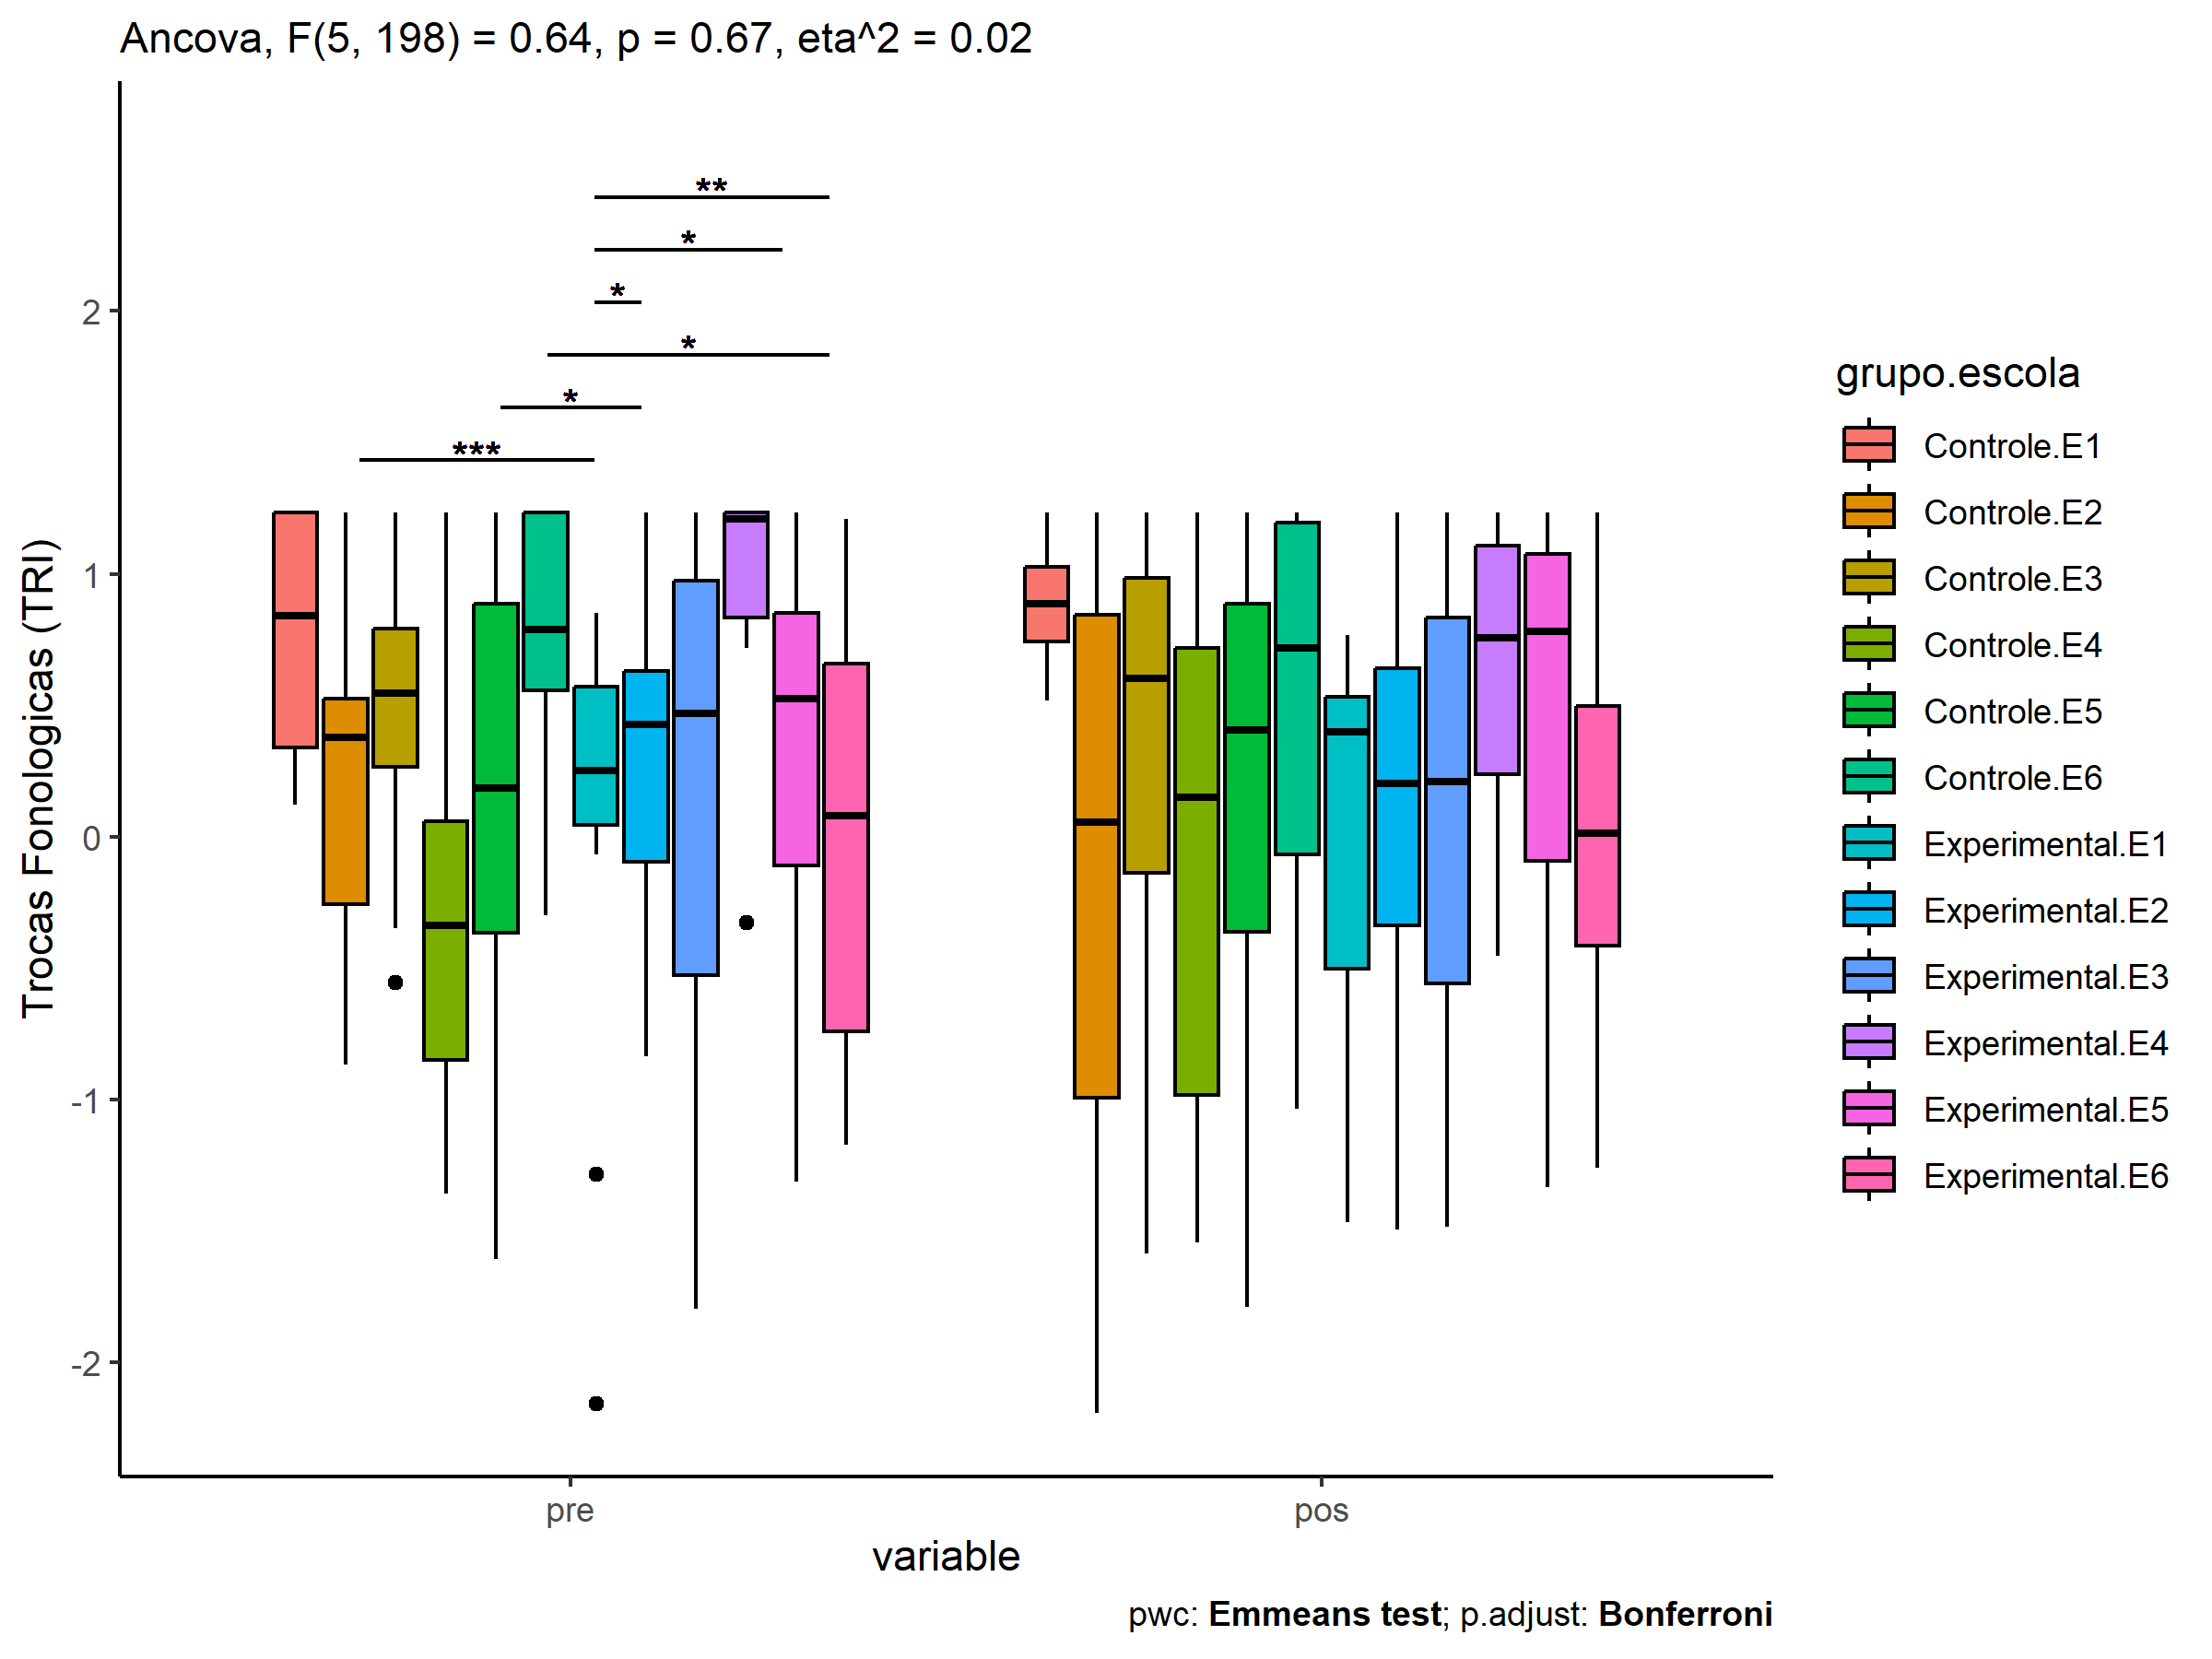 Ancova, F(5, 198) = 0.64, p = 0.67, eta^2 = 0.02
**
*
*
*
*
***
2
1
0
-1
-2
Trocas Fonologicas (TRI)
pre
pos
variable
grupo.escola
Controle.E1
Controle.E2
Controle.E3
Controle.E4
Controle.E5
Controle.E6
Experimental.E1
Experimental.E2
Experimental.E3
Experimental.E4
Experimental.E5
Experimental.E6
pwc: Emmeans test; p.adjust: Bonferroni